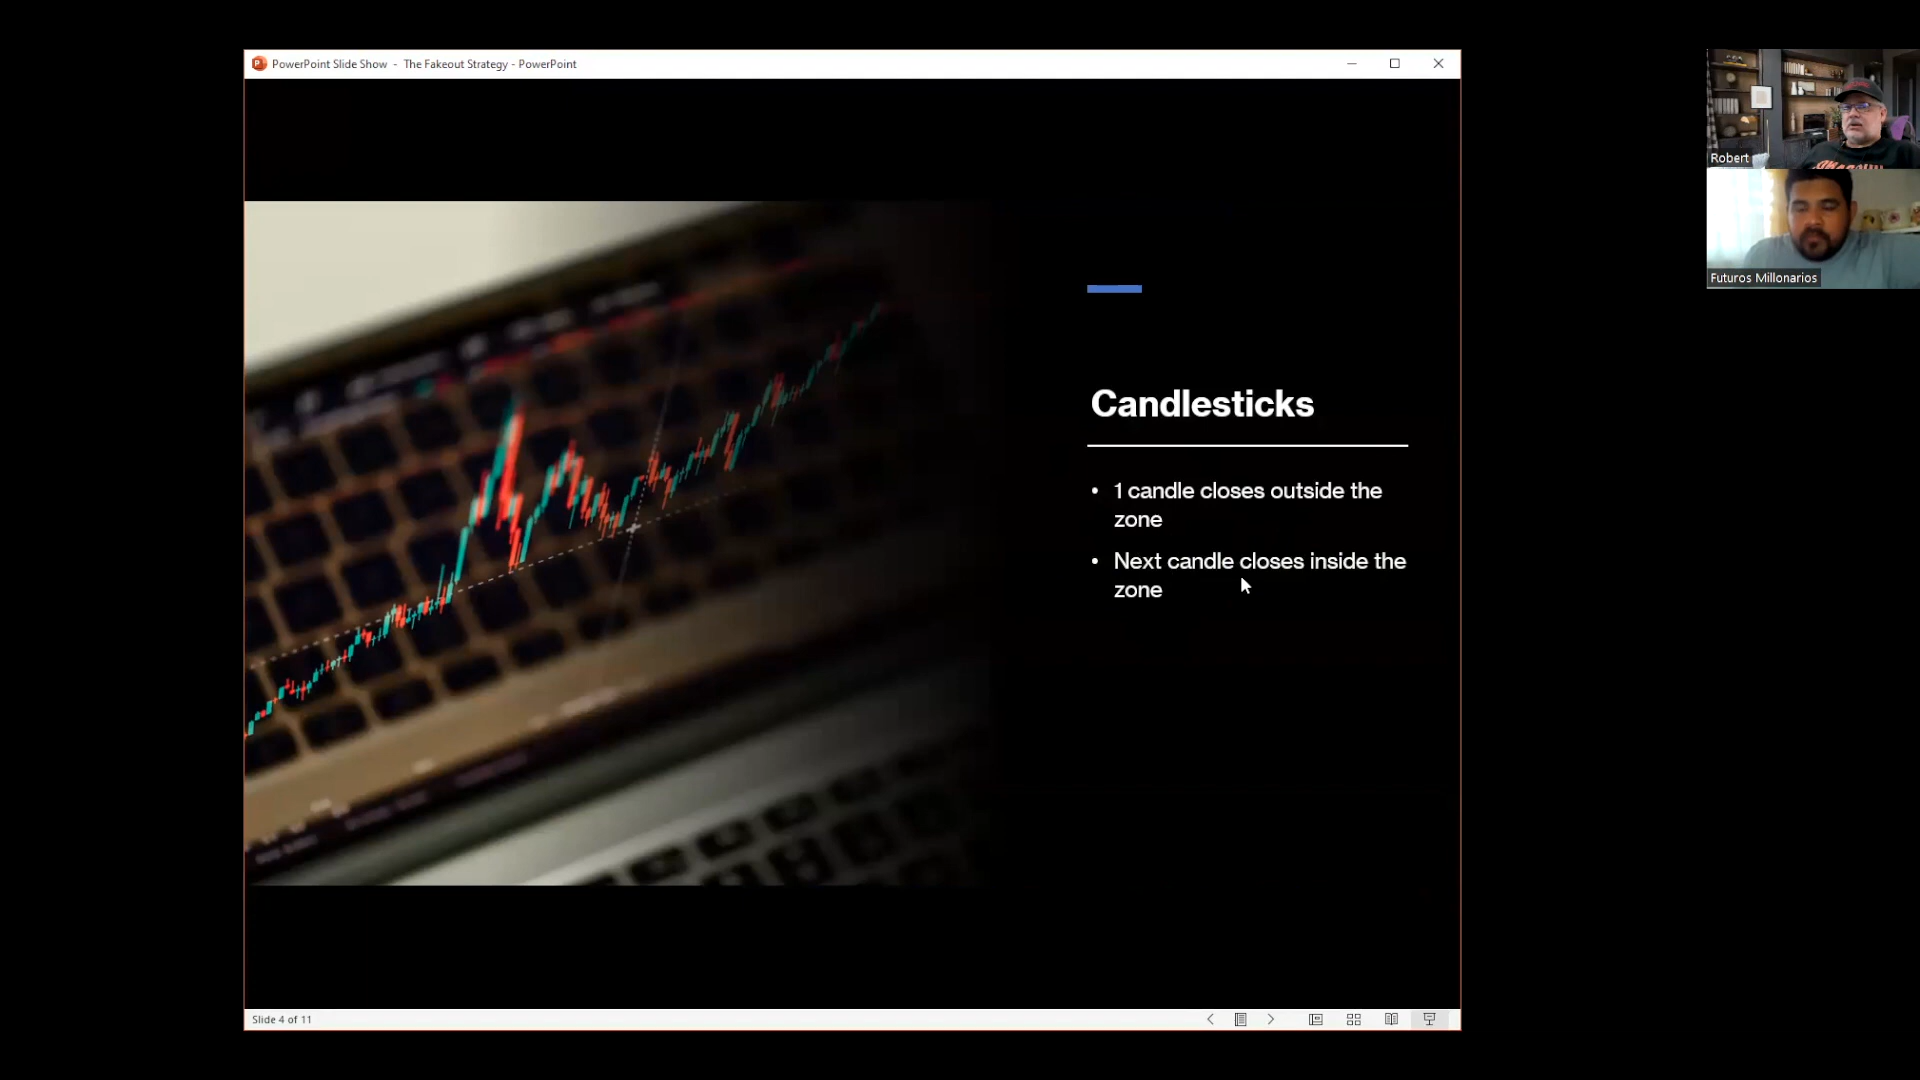 PowerPoint Slide Show - The Fakeout Strategy - PowerPoint
Robert
Futuros Millonarios
Candlesticks
• 1 candle closes outside the
zone
• Next candle closes inside the
zone
Slide 4 of 11